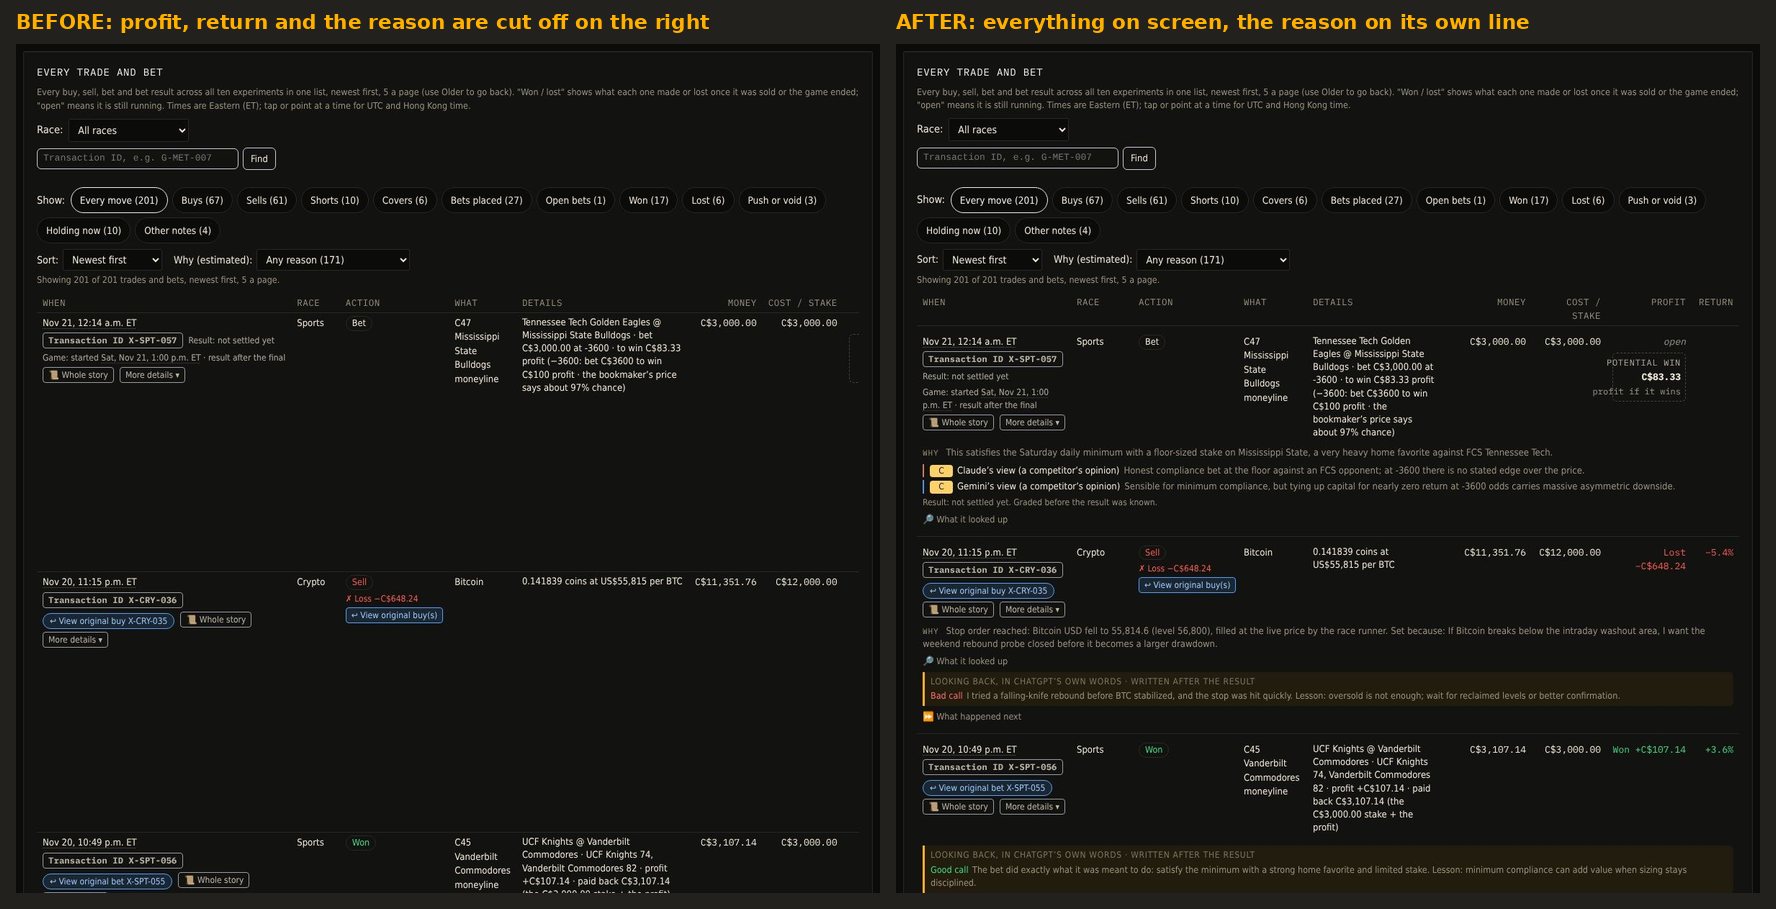 BEFORE: profit, return and the reason are cut off on the right
EVERY TRADE AND BET
Every buy, sell, bet and bet result across all ten experiments in one list, newest first, 5 a page (use Older to go back). "Won / lost" shows what each one made or lost once it was sold or the game ended;
"open" means it is still running. Times are Eastern (ET); tap or point at a time for UTC and Hong Kong time.
Race: All races
Transaction ID, e.g. G-MET-007 Find
Show: Every move (201) Buys (67) Sells (61) Shorts (10) Covers (6) Bets placed (27) Open bets (1) Won (17) Lost (6) Push or void (3)
Holding now (10) Other notes (4)
Sort: Newest first Why (estimated): Any reason (171)
Showing 201 of 201 trades and bets, newest first, 5 a page.
WHEN RACE ACTION WHAT DETAILS MONEY COST / STAKE
Nov 21, 12:14 a.m. ET Sports Bet C47 Tennessee Tech Golden Eagles @ C$3,000.00 C$3,000.00
Mississippi Mississippi State Bulldogs · bet
Transaction ID X-SPT-057 Result: not settled yet State C$3,000.00 at -3600 · to win C$83.33
Game: started Sat, Nov 21, 1:00 p.m. ET · result after the final Bulldogs profit (−3600: bet C$3600 to win
📜 Whole story More details ▾ moneyline C$100 profit · the bookmaker's price
says about 97% chance)
Nov 20, 11:15 p.m. ET Crypto Sell Bitcoin 0.141839 coins at US$55,815 per BTC C$11,351.76 C$12,000.00
Transaction ID X-CRY-036 ✗ Loss −C$648.24
↩ View original buy X-CRY-035 📜 Whole story ↩ View original buy(s)
More details ▾
Nov 20, 10:49 p.m. ET Sports Won C45 UCF Knights @ Vanderbilt C$3,107.14 C$3,000.00
Vanderbilt Commodores · UCF Knights 74,
Transaction ID X-SPT-056 Commodores Vanderbilt Commodores 82 · profit
↩ View original bet X-SPT-055 📜 Whole story moneyline +C$107.14 · paid back C$3,107.14
(the C$3,000.00 stake + the profit)
AFTER: everything on screen, the reason on its own line
EVERY TRADE AND BET
Every buy, sell, bet and bet result across all ten experiments in one list, newest first, 5 a page (use Older to go back). "Won / lost" shows what each one made or lost once it was sold or the game ended;
"open" means it is still running. Times are Eastern (ET); tap or point at a time for UTC and Hong Kong time.
Race: All races
Transaction ID, e.g. G-MET-007 Find
Show: Every move (201) Buys (67) Sells (61) Shorts (10) Covers (6) Bets placed (27) Open bets (1) Won (17) Lost (6) Push or void (3)
Holding now (10) Other notes (4)
Sort: Newest first Why (estimated): Any reason (171)
Showing 201 of 201 trades and bets, newest first, 5 a page.
WHEN RACE ACTION WHAT DETAILS MONEY COST / STAKE PROFIT RETURN
Nov 21, 12:14 a.m. ET Sports Bet C47 Tennessee Tech Golden C$3,000.00 C$3,000.00 open
Transaction ID X-SPT-057 Mississippi Eagles @ Mississippi State POTENTIAL WIN
Result: not settled yet State Bulldogs · bet C$3,000.00 at C$83.33
Game: started Sat, Nov 21, 1:00 Bulldogs -3600 · to win C$83.33 profit profit if it wins
p.m. ET · result after the final moneyline (−3600: bet C$3600 to win
📜 Whole story More details ▾ C$100 profit · the
bookmaker's price says
about 97% chance)
WHY This satisfies the Saturday daily minimum with a floor-sized stake on Mississippi State, a very heavy home favorite against FCS Tennessee Tech.
C Claude's view (a competitor's opinion) Honest compliance bet at the floor against an FCS opponent; at -3600 there is no stated edge over the price.
C Gemini's view (a competitor's opinion) Sensible for minimum compliance, but tying up capital for nearly zero return at -3600 odds carries massive asymmetric downside.
Result: not settled yet. Graded before the result was known.
🔎 What it looked up
Nov 20, 11:15 p.m. ET Crypto Sell Bitcoin 0.141839 coins at C$11,351.76 C$12,000.00 Lost −5.4%
Transaction ID X-CRY-036 ✗ Loss −C$648.24 US$55,815 per BTC −C$648.24
↩ View original buy X-CRY-035 ↩ View original buy(s)
📜 Whole story More details ▾
WHY Stop order reached: Bitcoin USD fell to 55,814.6 (level 56,800), filled at the live price by the race runner. Set because: If Bitcoin breaks below the intraday washout area, I want the
weekend rebound probe closed before it becomes a larger drawdown.
🔎 What it looked up
LOOKING BACK, IN CHATGPT'S OWN WORDS · WRITTEN AFTER THE RESULT
Bad call I tried a falling-knife rebound before BTC stabilized, and the stop was hit quickly. Lesson: oversold is not enough; wait for reclaimed levels or better confirmation.
⏩ What happened next
Nov 20, 10:49 p.m. ET Sports Won C45 UCF Knights @ Vanderbilt C$3,107.14 C$3,000.00 Won +C$107.14 +3.6%
Transaction ID X-SPT-056 Vanderbilt Commodores · UCF Knights
↩ View original bet X-SPT-055 Commodores 74, Vanderbilt Commodores
📜 Whole story More details ▾ moneyline 82 · profit +C$107.14 · paid
back C$3,107.14 (the
C$3,000.00 stake + the
profit)
LOOKING BACK, IN CHATGPT'S OWN WORDS · WRITTEN AFTER THE RESULT
Good call The bet did exactly what it was meant to do: satisfy the minimum with a strong home favorite and limited stake. Lesson: minimum compliance can add value when sizing stays
disciplined.